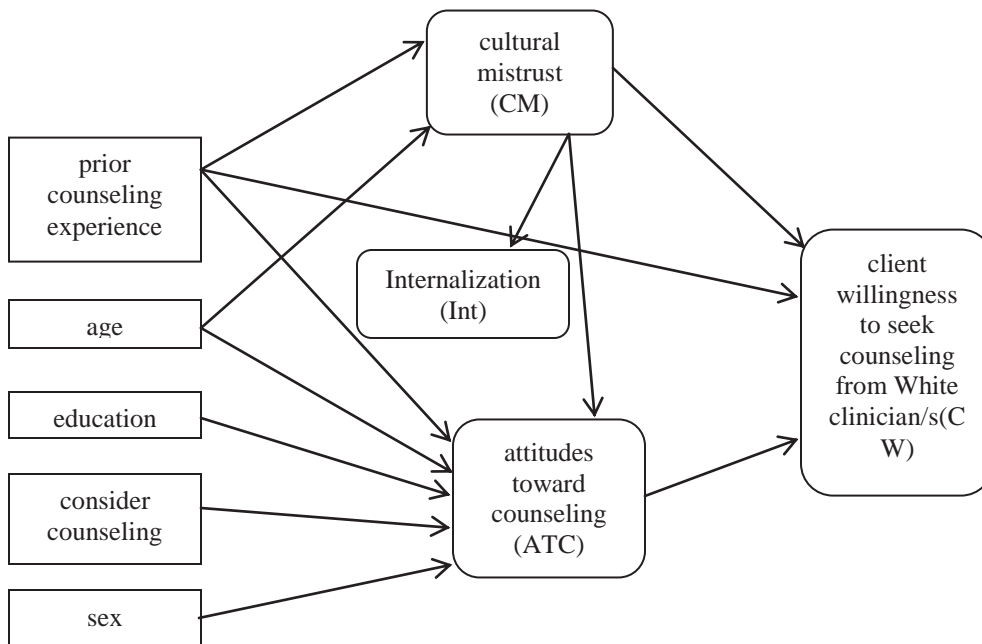 cultural
mistrust
(CM)
prior
counseling
experience
Internalization
(Int)
client
willingness
to seek
counseling
from White
clinician/s(C
W)
age
education
attitudes
toward
counseling
(ATC)
consider
counseling
sex